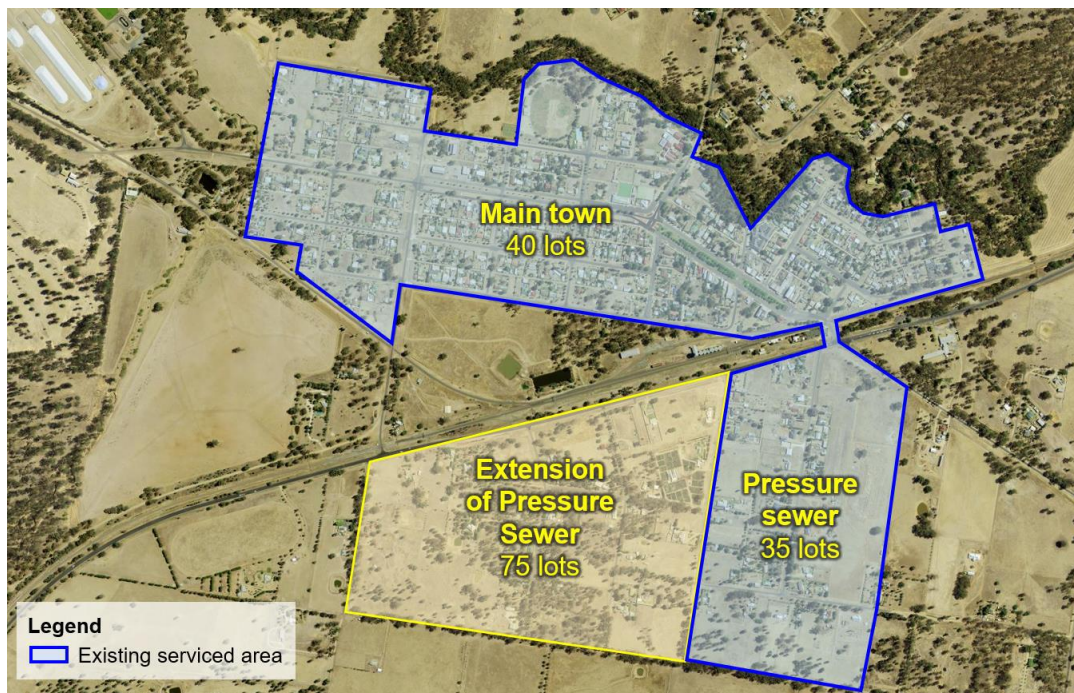 Main town
40 lots
Extension
of Pressure
Sewer
75 lots
Pressure
sewer
35 lots
Legend
Existing serviced area